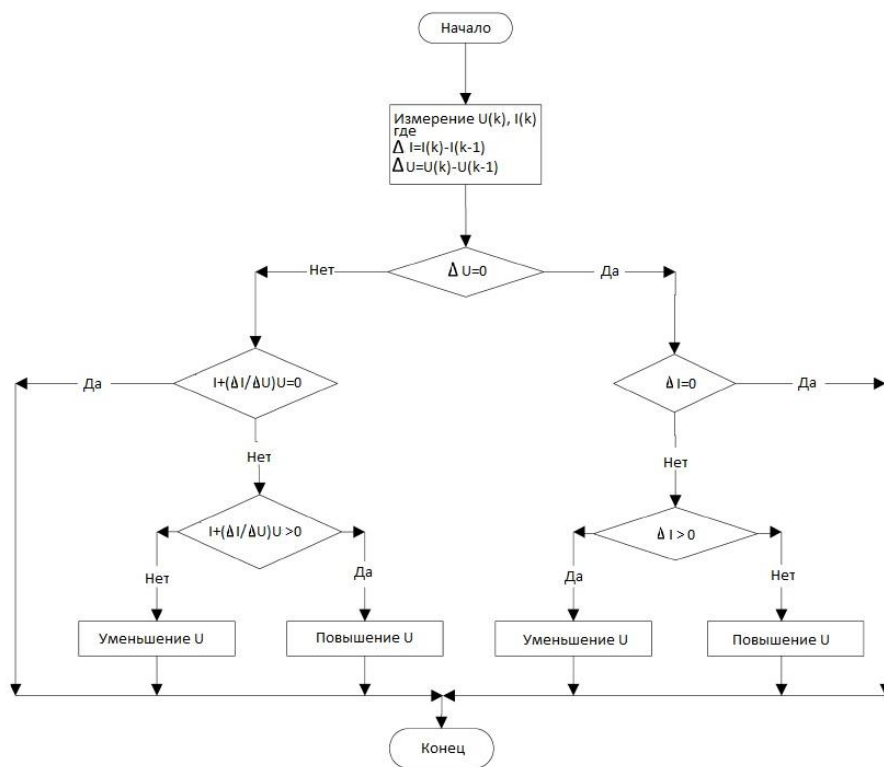 Начало
Измерение U(k), I(k)
где
Δ I=I(k)-I(k-1)
ΔU=U(k)-U(k-1)
Нет
Δ U=0
Да
Да
I+(ΔI/ΔU)U=0
Δ I=0
Да
Нет
Нет
I+(ΔI/ΔU)U >0
Δ I > 0
Нет
Да
Да
Нет
Уменьшение U
Повышение U
Уменьшение U
Повышение U
Конец